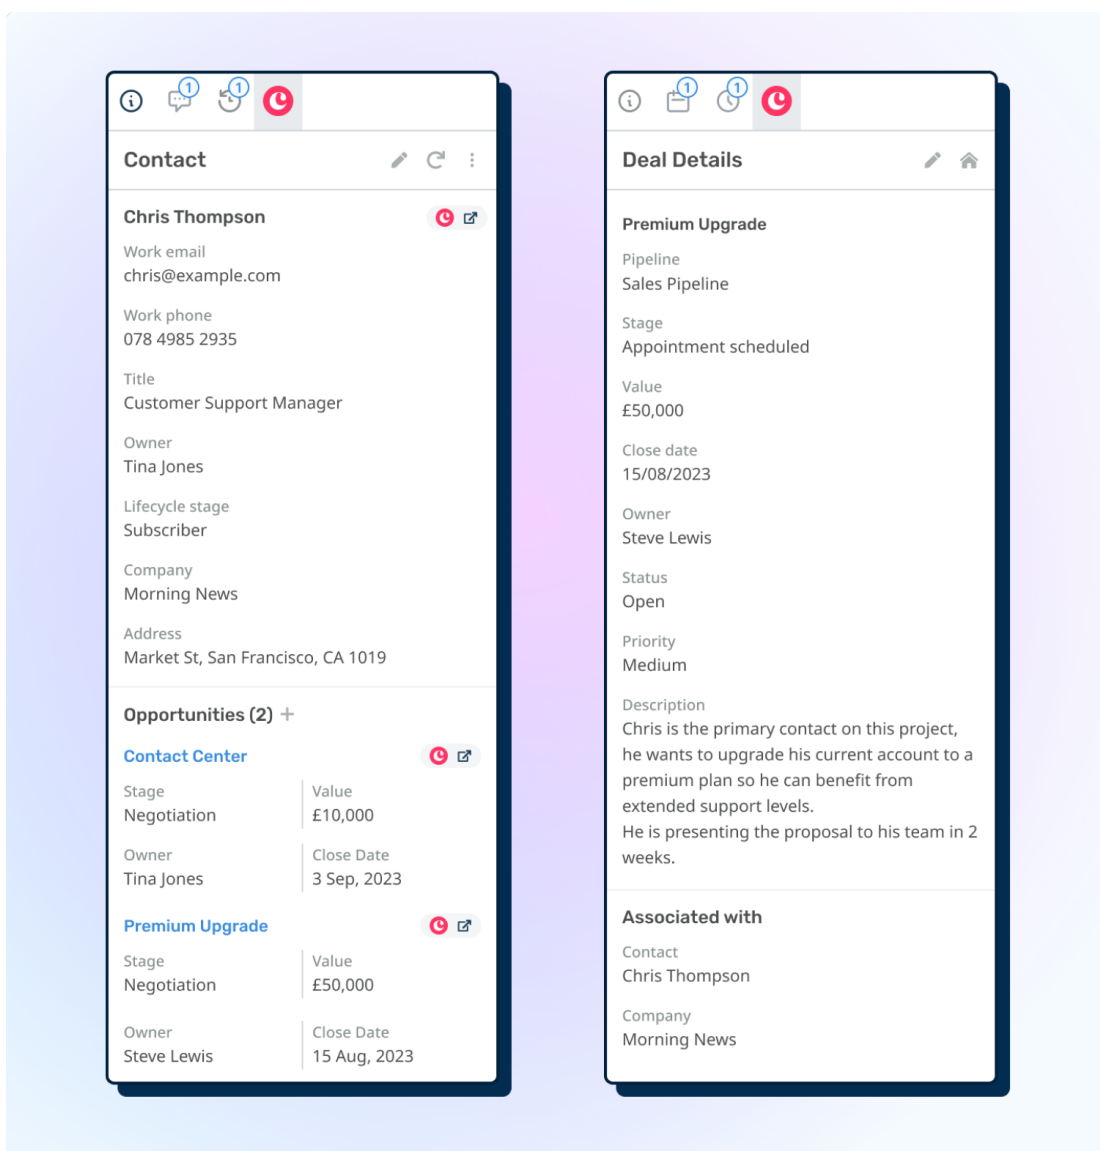 1
1
Contact
Chris Thompson
Work email
chris@example.com
Work phone
078 4985 2935
Title
Customer Support Manager
Owner
Tina Jones
Lifecycle stage
Subscriber
Company
Morning News
Address
Market St, San Francisco, CA 1019
Opportunities (2)
Contact Center
Stage
Value
Negotiation
£10,000
Owner
Close Date
Tina Jones
3 Sep, 2023
Premium Upgrade
Stage
Value
Negotiation
£50,000
Owner
Close Date
Steve Lewis
15 Aug, 2023
1
1
Deal Details
Premium Upgrade
Pipeline
Sales Pipeline
Stage
Appointment scheduled
Value
£50,000
Close date
15/08/2023
Owner
Steve Lewis
Status
Open
Priority
Medium
Description
Chris is the primary contact on this project,
he wants to upgrade his current account to a
premium plan so he can benefit from
extended support levels.
He is presenting the proposal to his team in 2
weeks.
Associated with
Contact
Chris Thompson
Company
Morning News